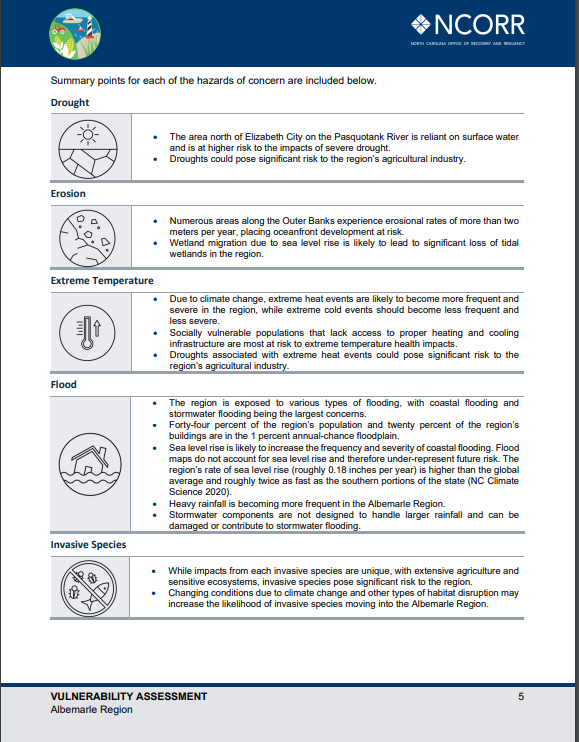 NCORR
NORTH CAROLINA OFFICE OF RECOVERY AND RESILIENCY
Summary points for each of the hazards of concern are included below.
Drought
• The area north of Elizabeth City on the Pasquotank River is reliant on surface water
and is at higher risk to the impacts of severe drought.
• Droughts could pose significant risk to the region's agricultural industry.
Erosion
• Numerous areas along the Outer Banks experience erosional rates of more than two
meters per year, placing oceanfront development at risk.
• Wetland migration due to sea level rise is likely to lead to significant loss of tidal
wetlands in the region.
Extreme Temperature
• Due to climate change, extreme heat events are likely to become more frequent and
severe in the region, while extreme cold events should become less frequent and
less severe.
• Socially vulnerable populations that lack access to proper heating and cooling
infrastructure are most at risk to extreme temperature health impacts.
• Droughts associated with extreme heat events could pose significant risk to the
region's agricultural industry.
Flood
• The region is exposed to various types of flooding, with coastal flooding and
stormwater flooding being the largest concerns.
• Forty-four percent of the region's population and twenty percent of the region's
buildings are in the 1 percent annual-chance floodplain.
• Sea level rise is likely to increase the frequency and severity of coastal flooding. Flood
maps do not account for sea level rise and therefore under-represent future risk. The
region's rate of sea level rise (roughly 0.18 inches per year) is higher than the global
average and roughly twice as fast as the southern portions of the state (NC Climate
Science 2020).
• Heavy rainfall is becoming more frequent in the Albemarle Region.
• Stormwater components are not designed to handle larger rainfall and can be
damaged or contribute to stormwater flooding.
Invasive Species
• While impacts from each invasive species are unique, with extensive agriculture and
sensitive ecosystems, invasive species pose significant risk to the region.
• Changing conditions due to climate change and other types of habitat disruption may
increase the likelihood of invasive species moving into the Albemarle Region.
VULNERABILITY ASSESSMENT 5
Albemarle Region